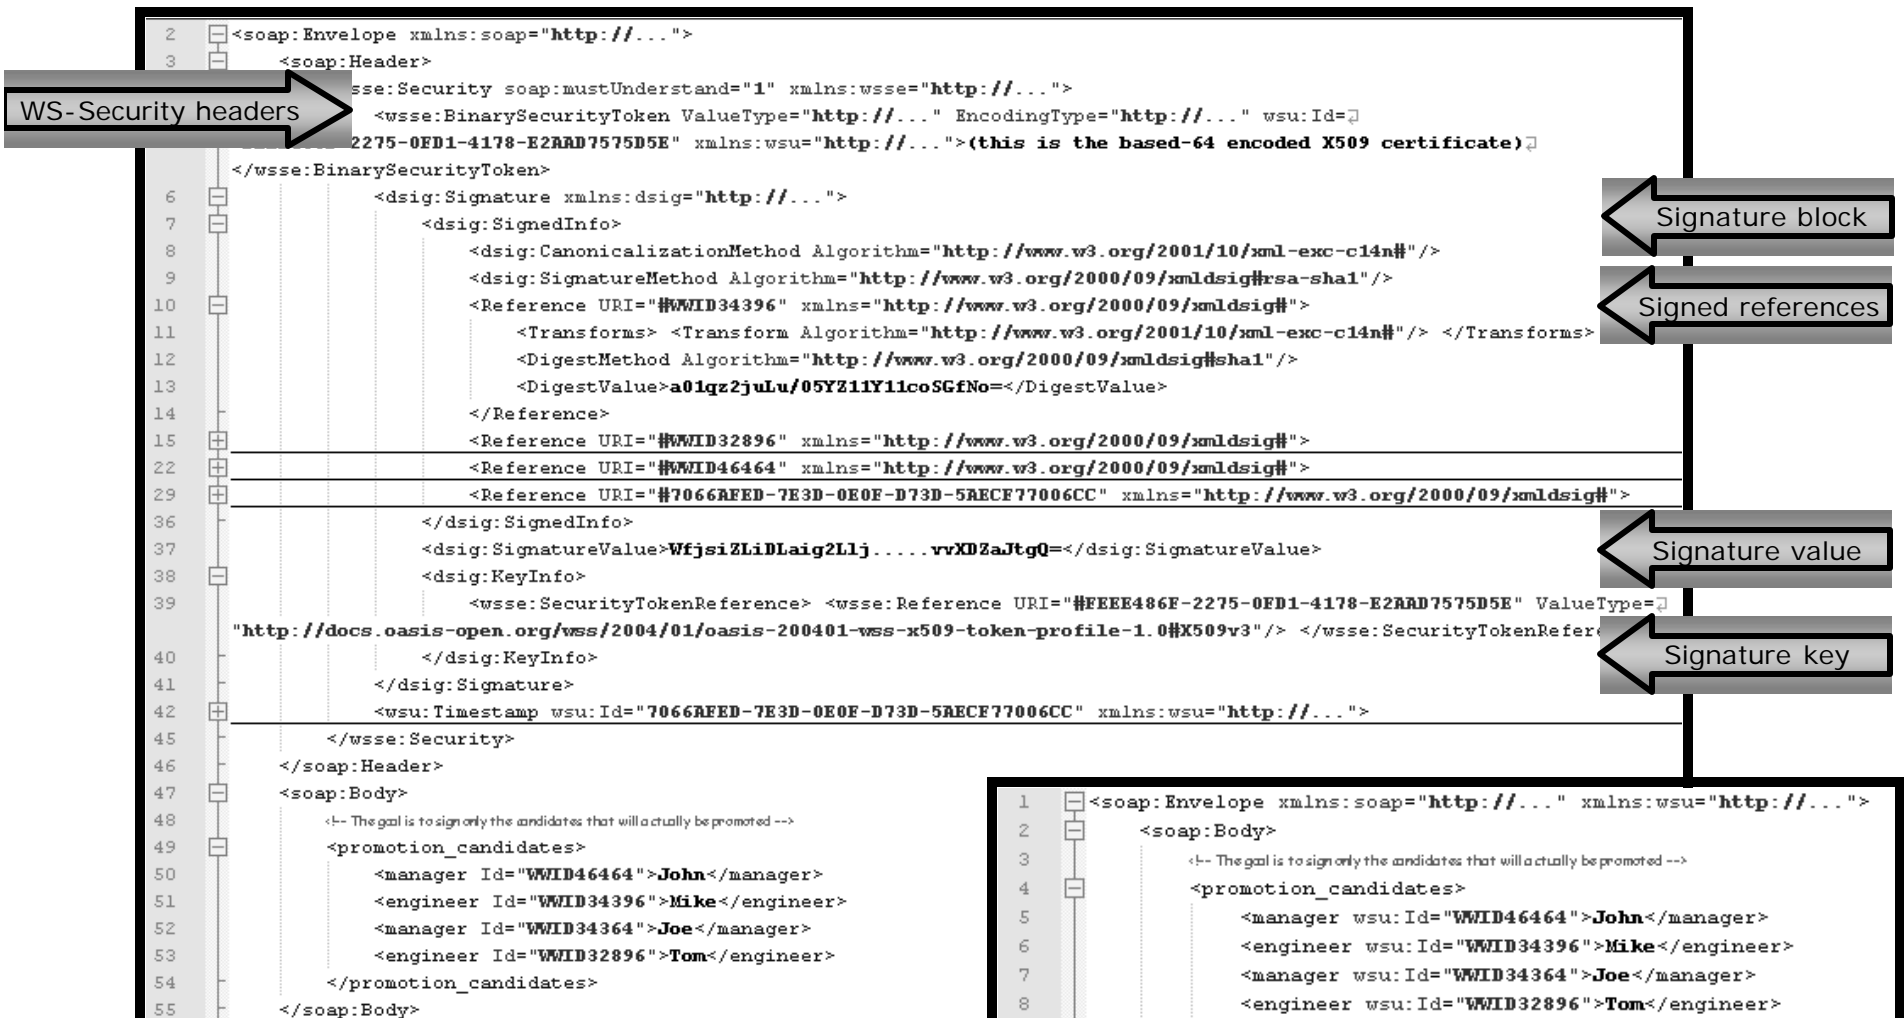 2 <soap:Envelope xmlns:soap="http://...">
3 <soap:Header>
WS-Security headers
sse:Security soap:mustUnderstand="1" xmlns:wsse="http://...">
<wsse:BinarySecurityToken ValueType="http://..." EncodingType="http://..." wsu:Id=
2275-0FD1-4178-E2AAD7575D5E" xmlns:wsu="http://...">(this is the based-64 encoded X509 certificate)
</wsse:BinarySecurityToken>
6 <dsig:Signature xmlns:dsig="http://...">
Signature block
7 <dsig:SignedInfo>
8 <dsig:CanonicalizationMethod Algorithm="http://www.w3.org/2001/10/xml-exc-c14n#"/>
9 <dsig:SignatureMethod Algorithm="http://www.w3.org/2000/09/xmldsig#rsa-sha1"/>
10 <Reference URI="#WWID34396" xmlns="http://www.w3.org/2000/09/xmldsig#">
Signed references
11 <Transforms> <Transform Algorithm="http://www.w3.org/2001/10/xml-exc-c14n#"/> </Transforms>
12 <DigestMethod Algorithm="http://www.w3.org/2000/09/xmldsig#sha1"/>
13 <DigestValue>a01qz2juLu/05YZ11Y11coSGfNo=</DigestValue>
14 </Reference>
15 <Reference URI="#WWID32896" xmlns="http://www.w3.org/2000/09/xmldsig#">
22 <Reference URI="#WWID46464" xmlns="http://www.w3.org/2000/09/xmldsig#">
29 <Reference URI="#7066AFED-7E3D-0E0F-D73D-5AECF77006CC" xmlns="http://www.w3.org/2000/09/xmldsig#">
36 </dsig:SignedInfo>
37 <dsig:SignatureValue>WfjsiZLiDLaig2Llj.....vvXDZaJtgQ=</dsig:SignatureValue>
Signature value
38 <dsig:KeyInfo>
39 <wsse:SecurityTokenReference> <wsse:Reference URI="#FEEE486F-2275-0FD1-4178-E2AAD7575D5E" ValueType=
"http://docs.oasis-open.org/wss/2004/01/oasis-200401-wss-x509-token-profile-1.0#X509v3"/> </wsse:SecurityTokenRefer
Signature key
40 </dsig:KeyInfo>
41 </dsig:Signature>
42 <wsu:Timestamp wsu:Id="7066AFED-7E3D-0E0F-D73D-5AECF77006CC" xmlns:wsu="http://...">
45 </wsse:Security>
46 </soap:Header>
47 <soap:Body>
48 <!-- The goal is to sign only the candidates that will actually be promoted -->
49 <promotion_candidates>
50 <manager Id="WWID46464">John</manager>
51 <engineer Id="WWID34396">Mike</engineer>
52 <manager Id="WWID34364">Joe</manager>
53 <engineer Id="WWID32896">Tom</engineer>
54 </promotion_candidates>
55 </soap:Body>
1 <soap:Envelope xmlns:soap="http://..." xmlns:wsu="http://...">
2 <soap:Body>
3 <!-- The goal is to sign only the candidates that will actually be promoted -->
4 <promotion_candidates>
5 <manager wsu:Id="WWID46464">John</manager>
6 <engineer wsu:Id="WWID34396">Mike</engineer>
7 <manager wsu:Id="WWID34364">Joe</manager>
8 <engineer wsu:Id="WWID32896">Tom</engineer>